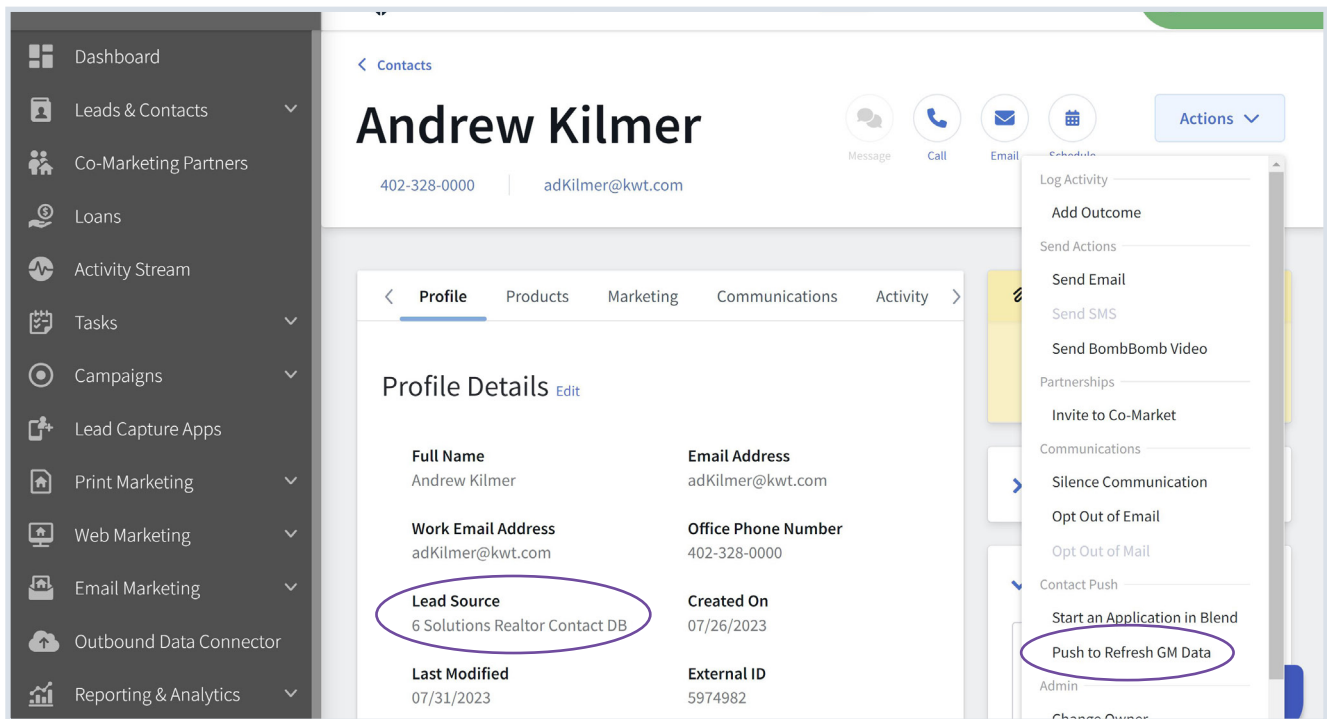 Dashboard
Leads & Contacts
Co-Marketing Partners
Loans
Activity Stream
Tasks
Campaigns
Lead Capture Apps
Print Marketing
Web Marketing
Email Marketing
Outbound Data Connector
Reporting & Analytics
Contacts
Andrew Kilmer
402-328-0000
adKilmer@kwt.com
Message
Call
Email
Schedule
Actions
Profile
Products
Marketing
Communications
Activity
Profile Details Edit
Full Name
Andrew Kilmer
Email Address
adKilmer@kwt.com
Work Email Address
adKilmer@kwt.com
Office Phone Number
402-328-0000
Lead Source
6 Solutions Realtor Contact DB
Created On
07/26/2023
Last Modified
07/31/2023
External ID
5974982
Log Activity
Add Outcome
Send Actions
Send Email
Send SMS
Send BombBomb Video
Partnerships
Invite to Co-Market
Communications
Silence Communication
Opt Out of Email
Opt Out of Mail
Contact Push
Start an Application in Blend
Push to Refresh GM Data
Admin
Change Owner